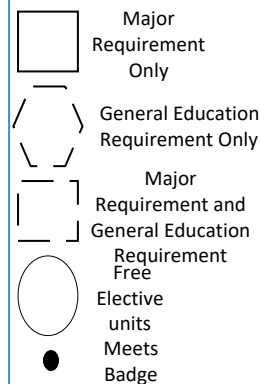 Major
Requirement
Only
General Education
Requirement Only
Major
Requirement and
General Education
Requirement
Free
Elective
units
Meets
Badge